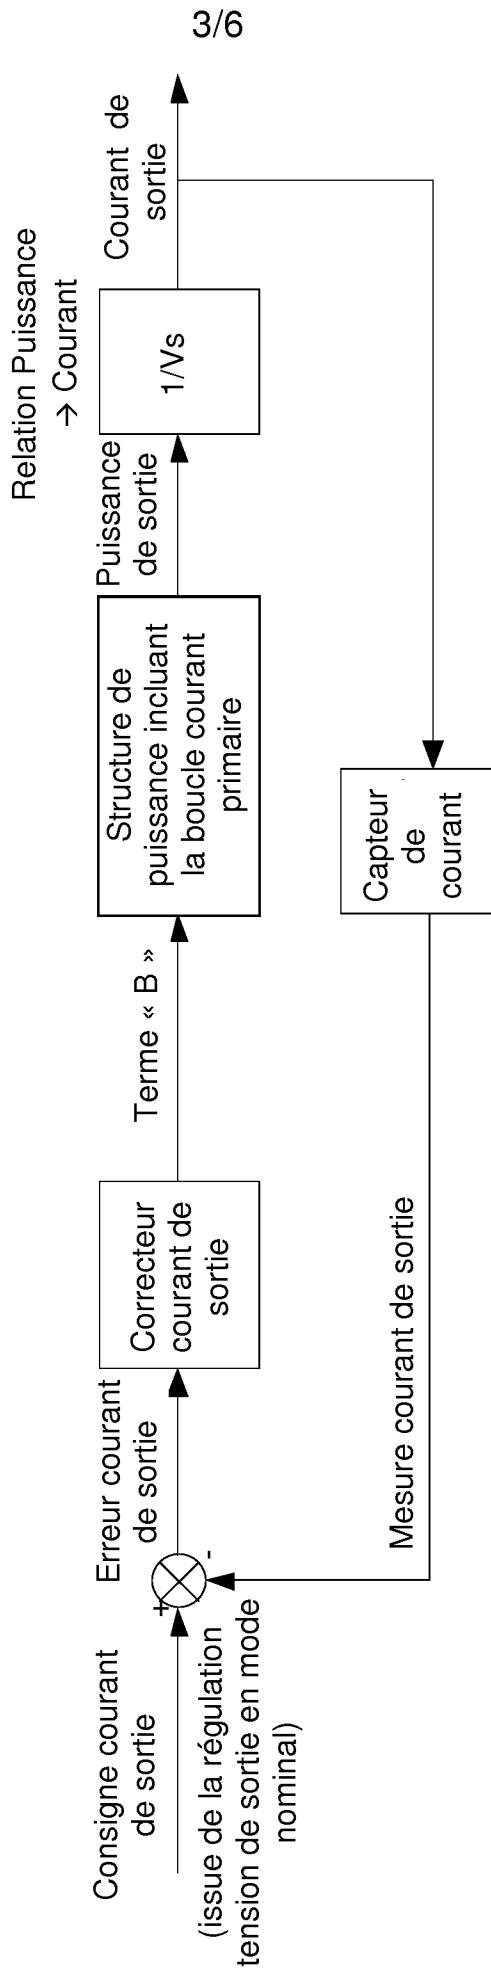 3/6
Consigne courant
de sortie
(issue de la régulation
tension de sortie en mode
nominal)
+
-
Erreur courant
de sortie
Correcteur
courant de
sortie
Terme « B »
Structure de
puissance incluant
la boucle courant
primaire
Puissance
de sortie
Relation Puissance
→ Courant
1/Vs
Courant de
sortie
Capteur
de
courant
Mesure courant de sortie